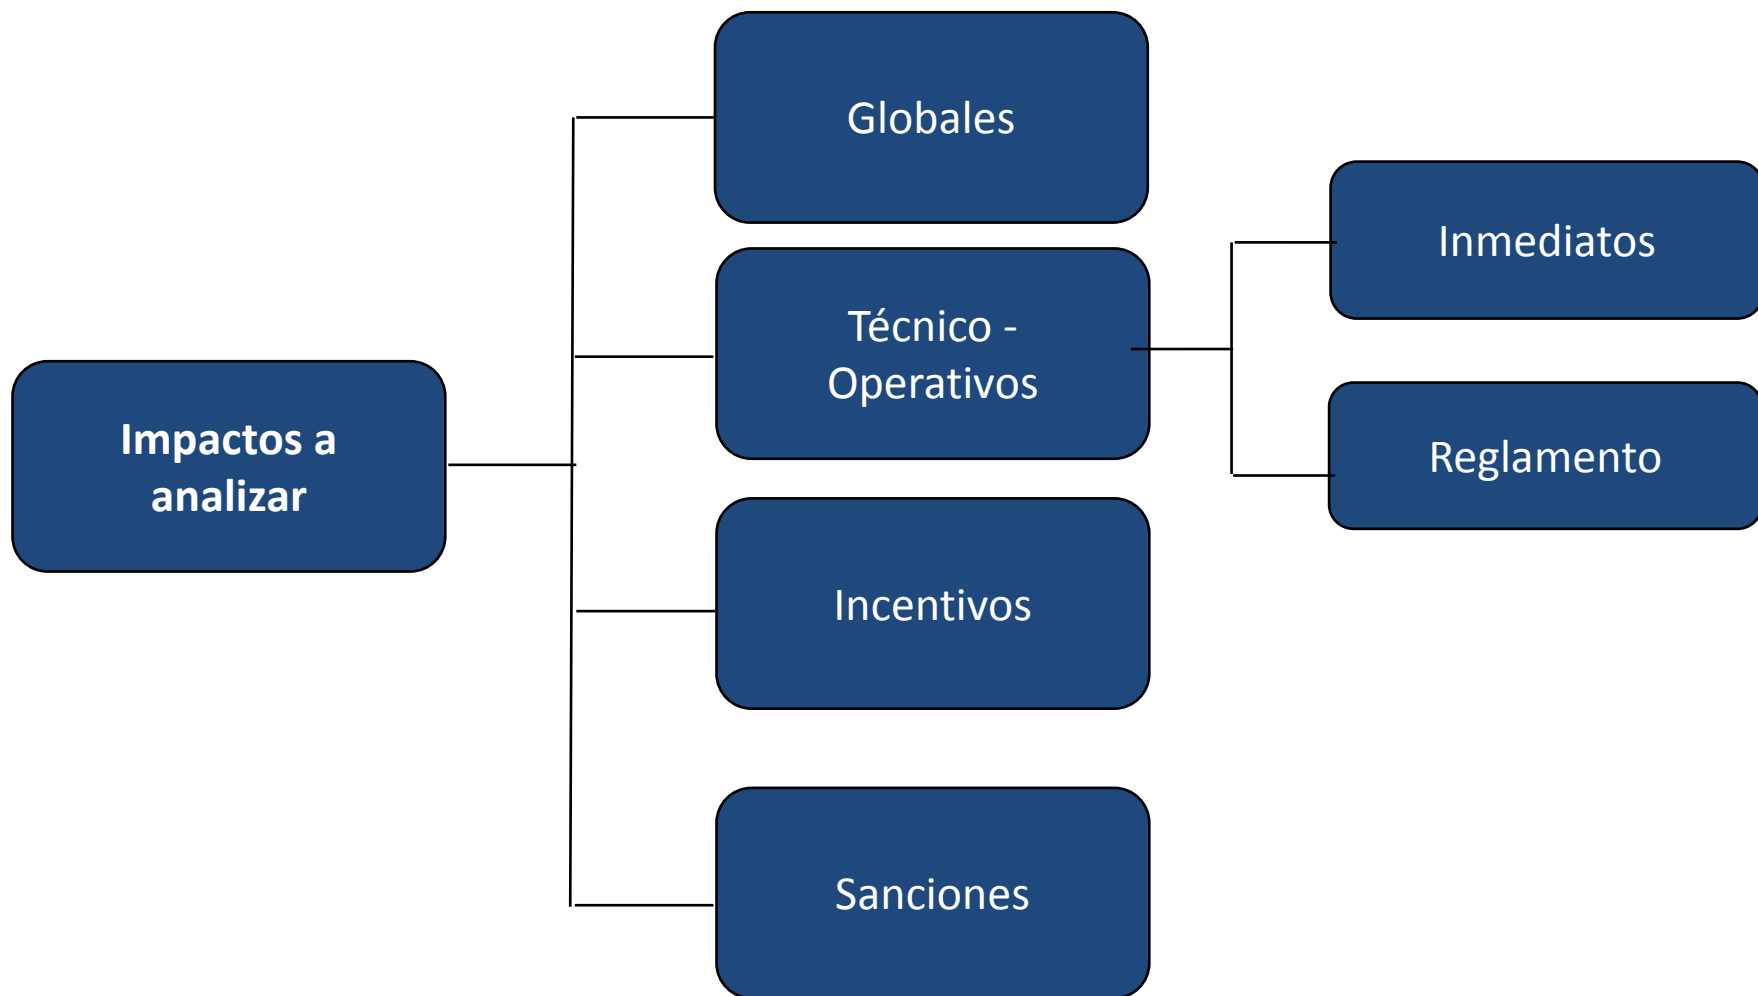 Globales
Inmediatos
Técnico -
Operativos
Impactos a
analizar
Reglamento
Incentivos
Sanciones